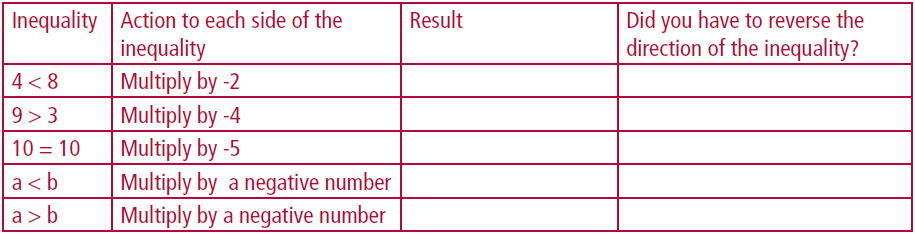 Inequality Action to each side of the Result Did you have to reverse the
inequality direction of the inequality?
4 < 8 Multiply by -2
9 > 3 Multiply by -4
10 = 10 Multiply by -5
a < b Multiply by  a negative number
a > b Multiply by a negative number